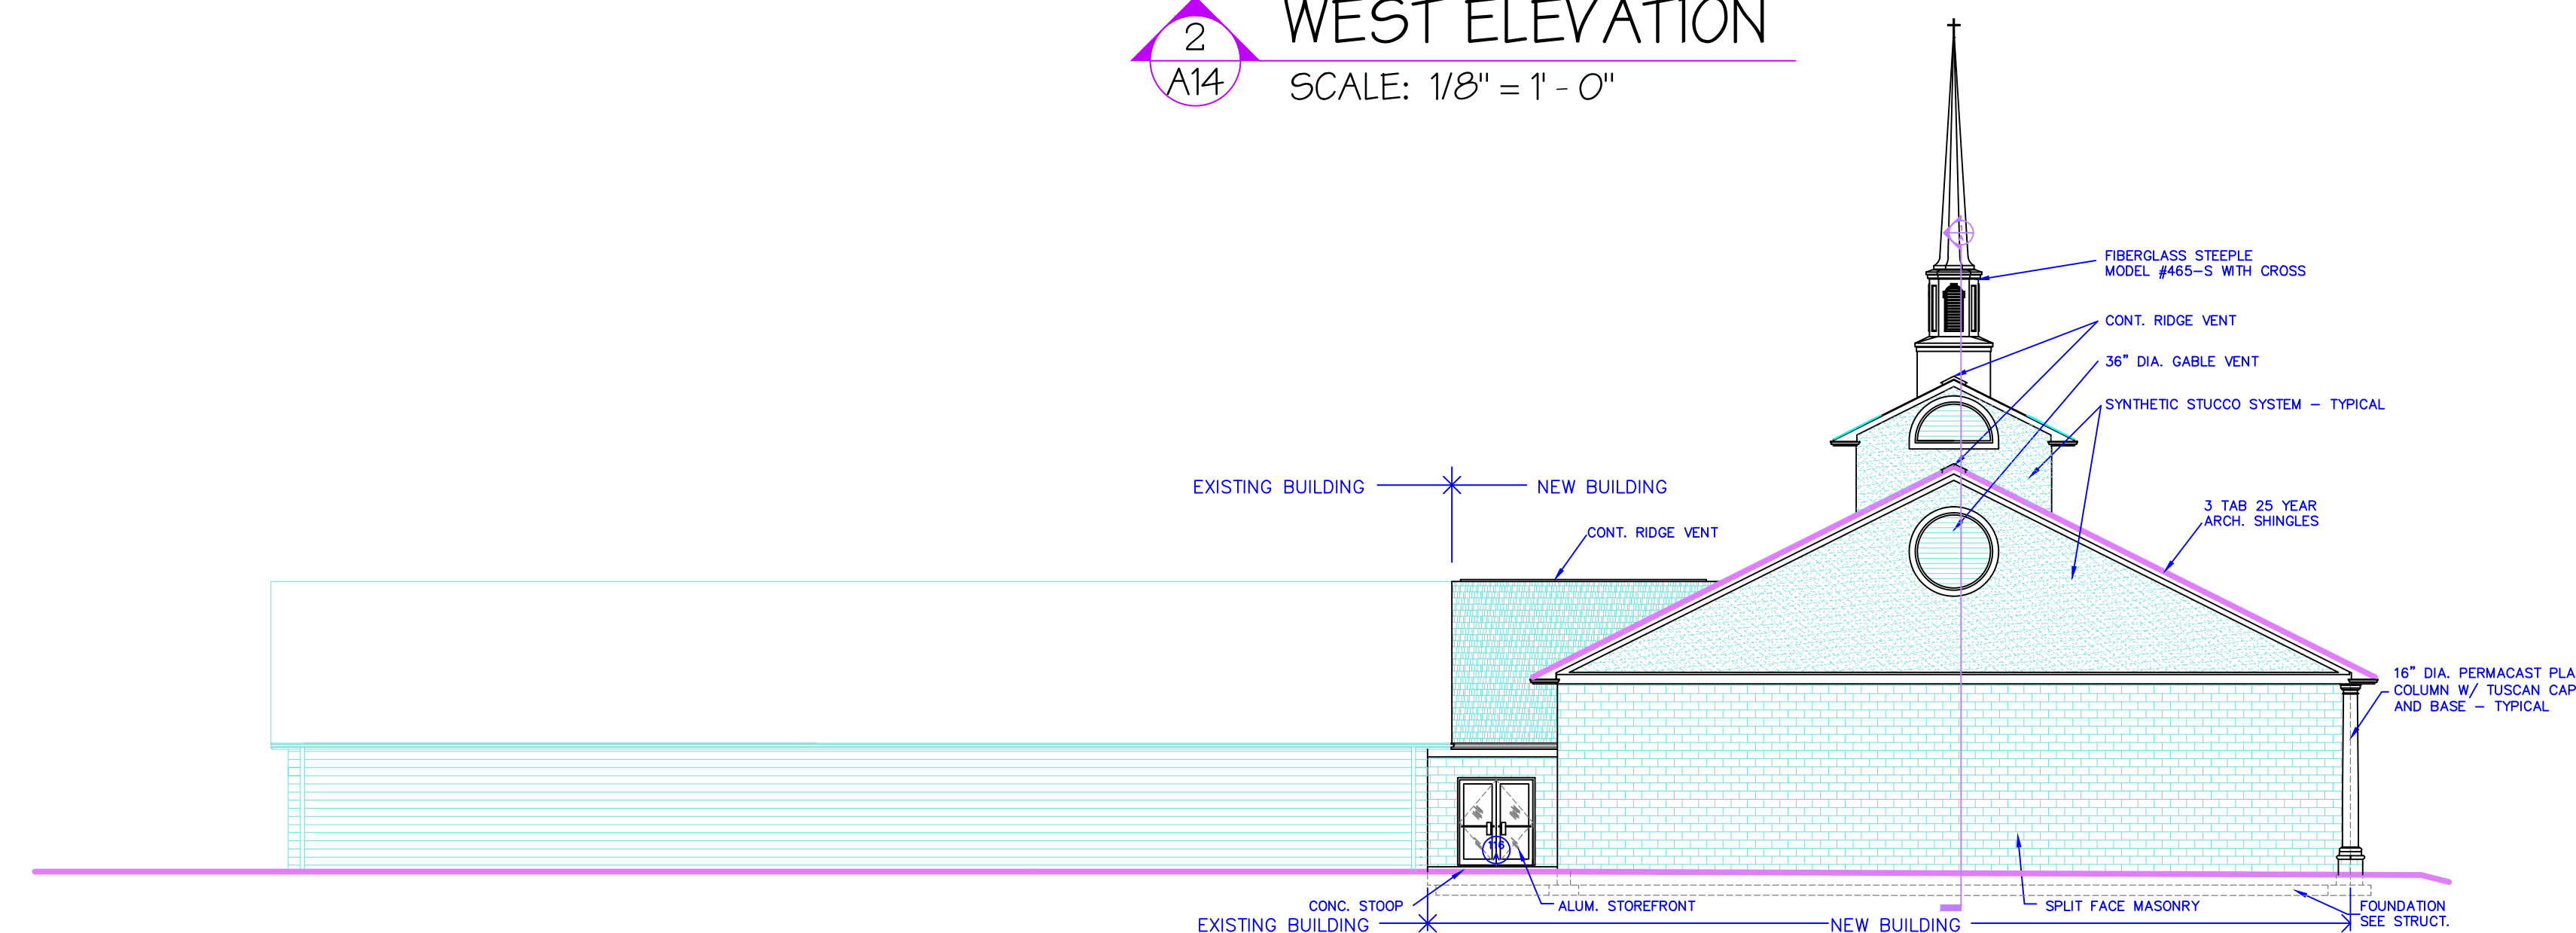 2
A14
WEST ELEVATION
SCALE: 1/8" = 1' - 0"
FIBERGLASS STEEPLE
MODEL #465-S WITH CROSS
CONT. RIDGE VENT
36" DIA. GABLE VENT
SYNTHETIC STUCCO SYSTEM - TYPICAL
EXISTING BUILDING
NEW BUILDING
3 TAB 25 YEAR
ARCH. SHINGLES
CONT. RIDGE VENT
16" DIA. PERMACAST PLA
COLUMN W/ TUSCAN CAP
AND BASE - TYPICAL
116
CONC. STOOP
ALUM. STOREFRONT
SPLIT FACE MASONRY
FOUNDATION
SEE STRUCT.
EXISTING BUILDING
NEW BUILDING